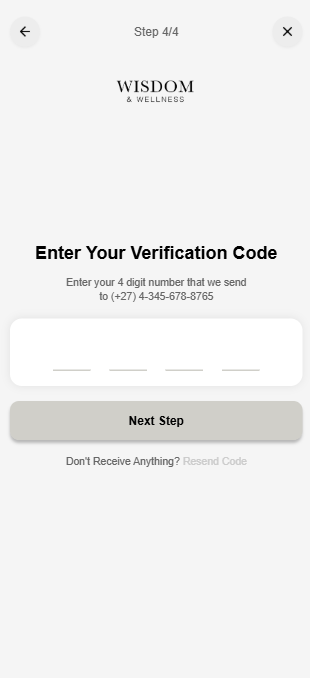 Step 4/4
WISDOM
& WELLNESS
Enter Your Verification Code
Enter your 4 digit number that we send
to (+27) 4-345-678-8765
Next Step
Don't Receive Anything? Resend Code